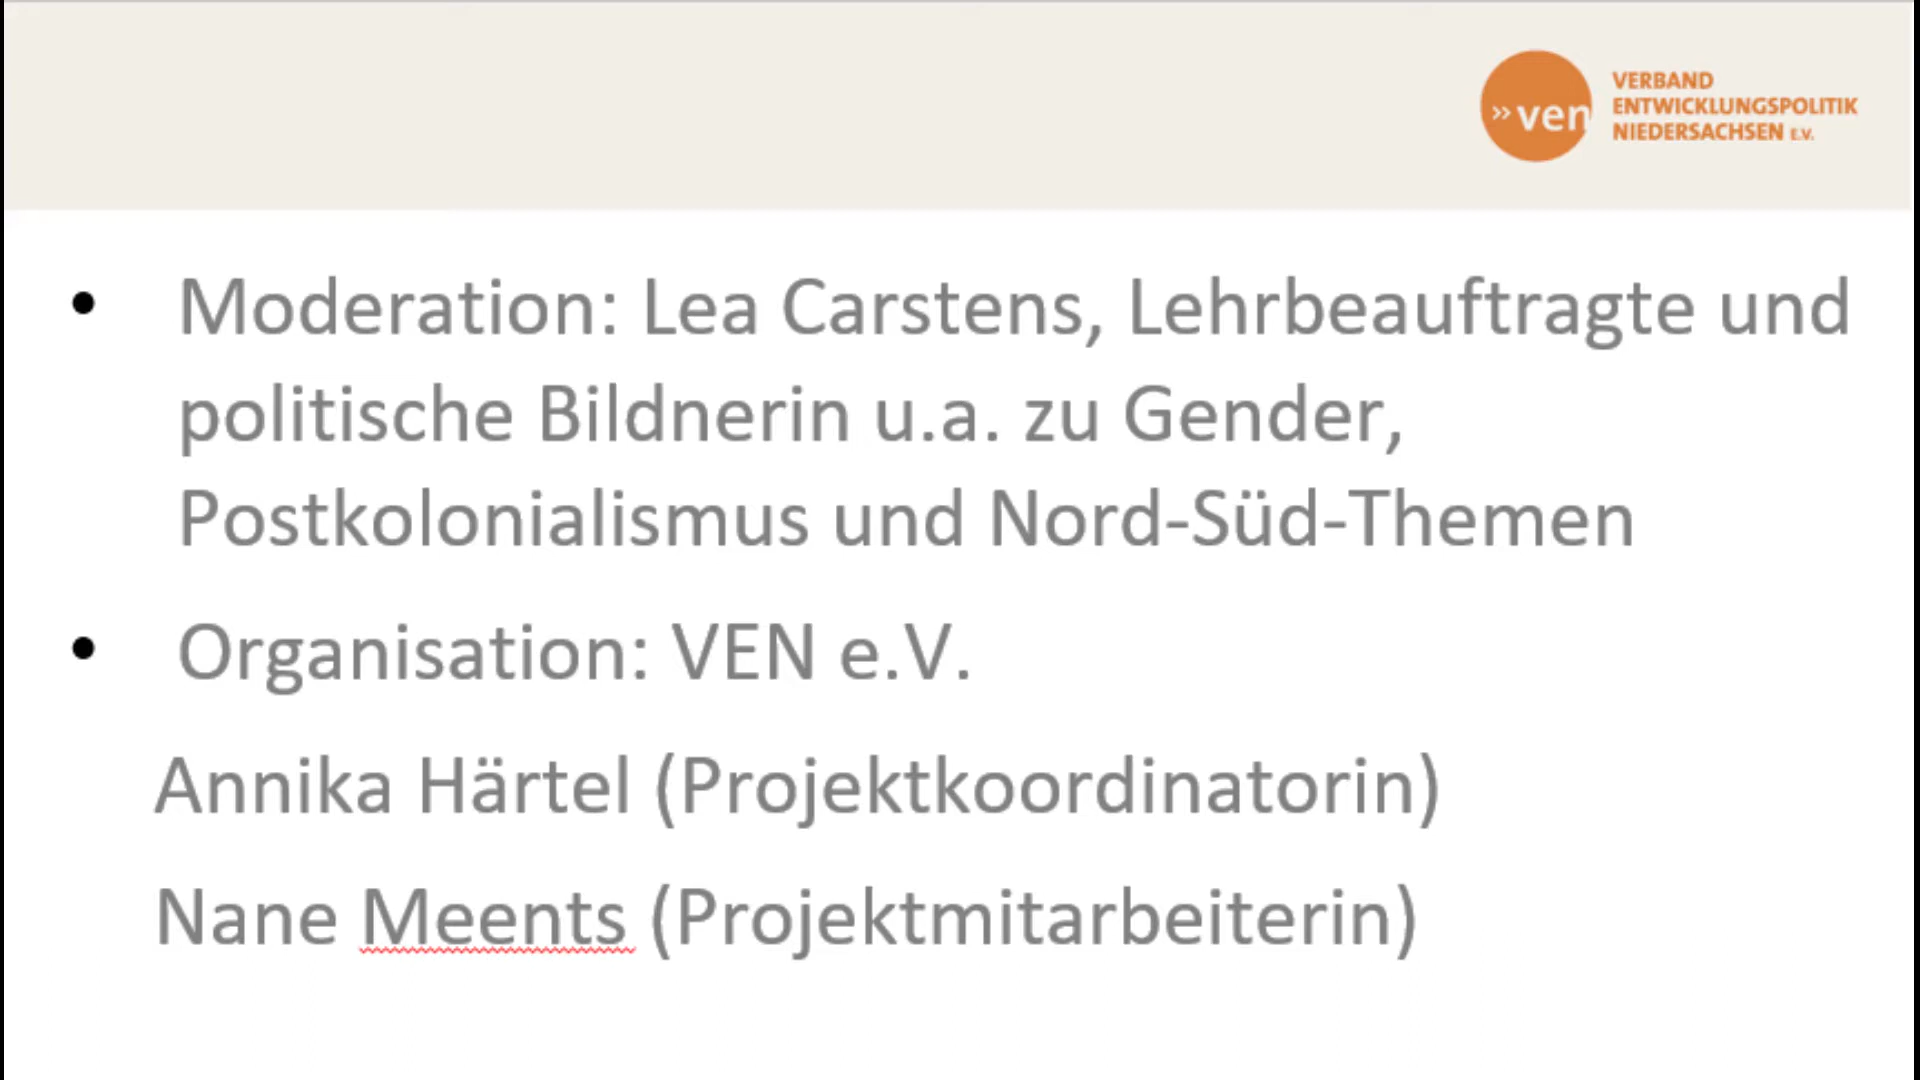 »ven
VERBAND
ENTWICKLUNGSPOLITIK
NIEDERSACHSEN E.V.
• Moderation: Lea Carstens, Lehrbeauftragte und
politische Bildnerin u.a. zu Gender,
Postkolonialismus und Nord-Süd-Themen
• Organisation: VEN e.V.
Annika Härtel (Projektkoordinatorin)
Nane Meents (Projektmitarbeiterin)